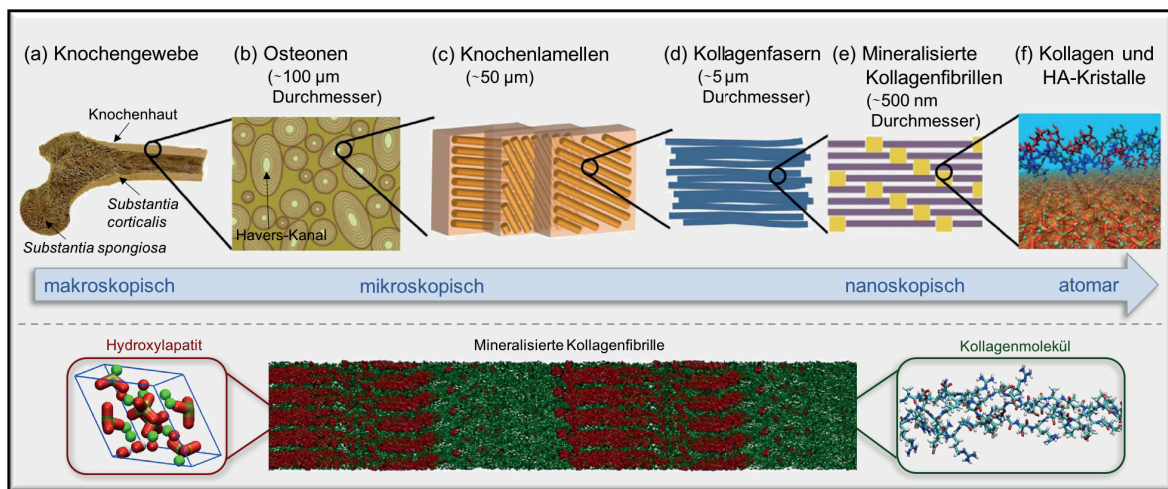 (a) Knochengewebe
(b) Osteonen
(~100 µm
Durchmesser)
(c) Knochenlamellen
(~50 µm)
(d) Kollagenfasern
(~5 µm
Durchmesser)
(e) Mineralisierte
Kollagenfibrillen
(~500 nm
Durchmesser)
(f) Kollagen und
HA-Kristalle
Knochenhaut
Substantia
corticalis
Substantia spongiosa
Havers-Kanal
makroskopisch
mikroskopisch
nanoskopisch
atomar
Hydroxylapatit
Mineralisierte Kollagenfibrille
Kollagenmolekül